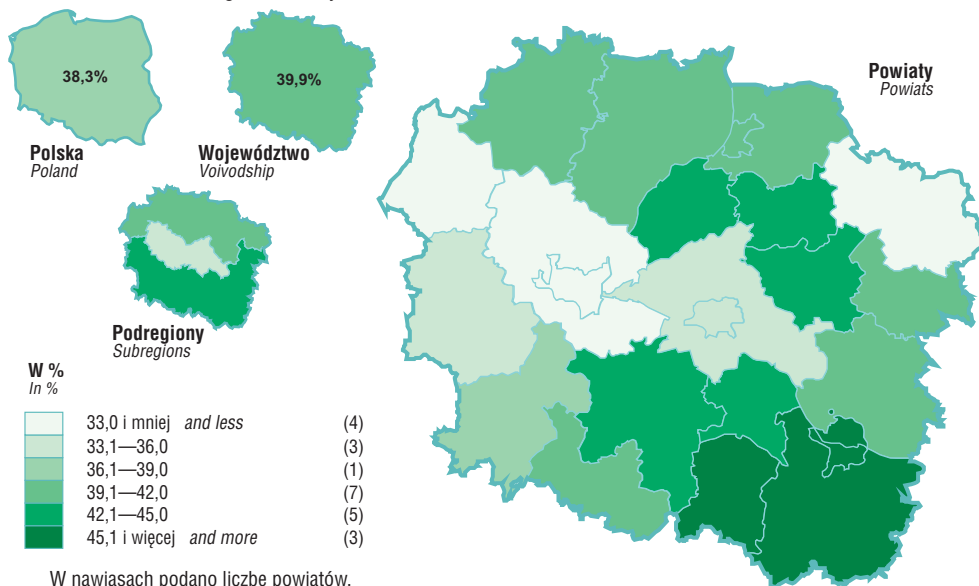 38,3%
39,9%
Polska
Poland
Województwo
Voivodship
Powiaty
Powiats
Podregiony
Subregions
W %
In %
33,0 i mniej and less (4)
33,1—36,0 (3)
36,1—39,0 (1)
39,1—42,0 (7)
42,1—45,0 (5)
45,1 i więcej and more (3)
W nawiasach podano liczbę powiatów.